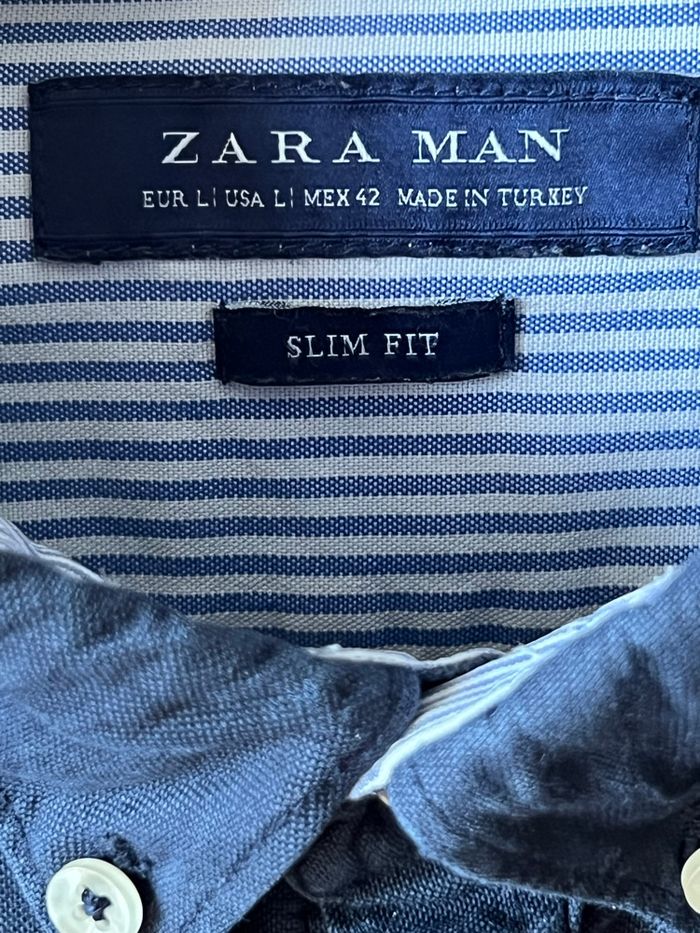 ZARA MAN
EUR L| USA L| MEX 42 MADE IN TURKEY
SLIM FIT